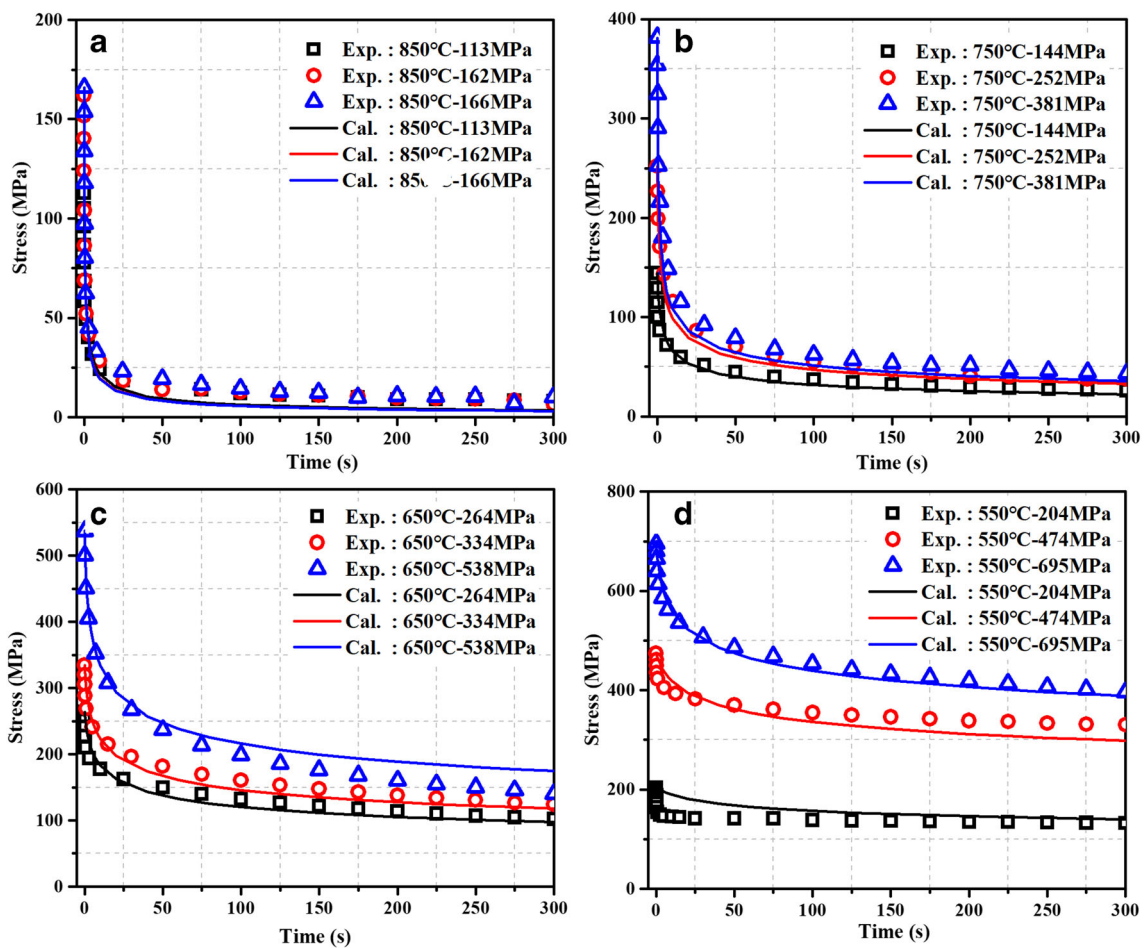 a
Exp. : 850℃-113MPa
Exp. : 850℃-162MPa
Exp. : 850℃-166MPa
Cal. : 850℃-113MPa
Cal. : 850℃-162MPa
Cal. : 85 ℃-166MPa
200
150
100
50
0
Stress (MPa)
0 50 100 150 200 250 300
Time (s)
b
Exp. : 750℃-144MPa
Exp. : 750℃-252MPa
Exp. : 750℃-381MPa
Cal. : 750℃-144MPa
Cal. : 750℃-252MPa
Cal. : 750℃-381MPa
400
300
200
100
0
Stress (MPa)
0 50 100 150 200 250 300
Time (s)
c
Exp. : 650℃-264MPa
Exp. : 650℃-334MPa
Exp. : 650℃-538MPa
Cal. : 650℃-264MPa
Cal. : 650℃-334MPa
Cal. : 650℃-538MPa
600
500
400
300
200
100
0
Stress (MPa)
0 50 100 150 200 250 300
Time (s)
d
Exp. : 550℃-204MPa
Exp. : 550℃-474MPa
Exp. : 550℃-695MPa
Cal. : 550℃-204MPa
Cal. : 550℃-474MPa
Cal. : 550℃-695MPa
800
600
400
200
0
Stress (MPa)
0 50 100 150 200 250 300
Time (s)